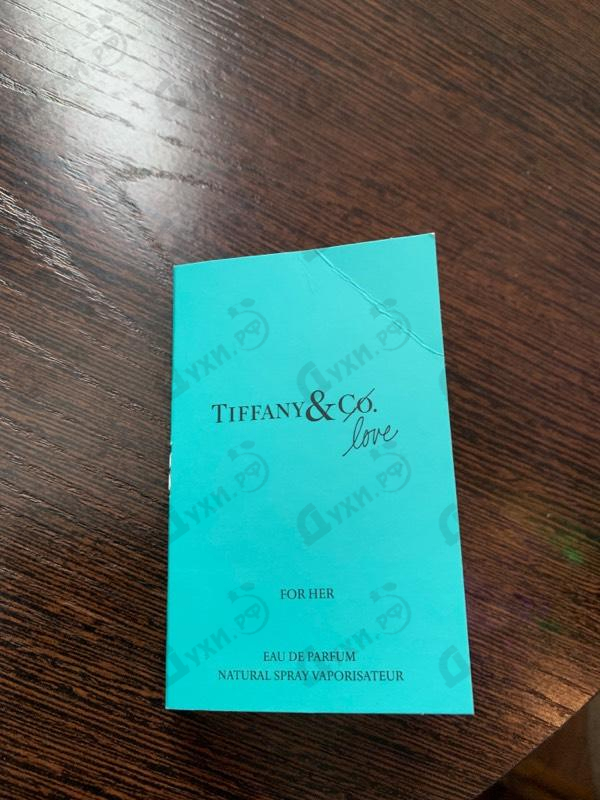 TIFFANY & CO.
love
FOR HER
EAU DE PARFUM
NATURAL SPRAY VAPORISATEUR
Духи.рф